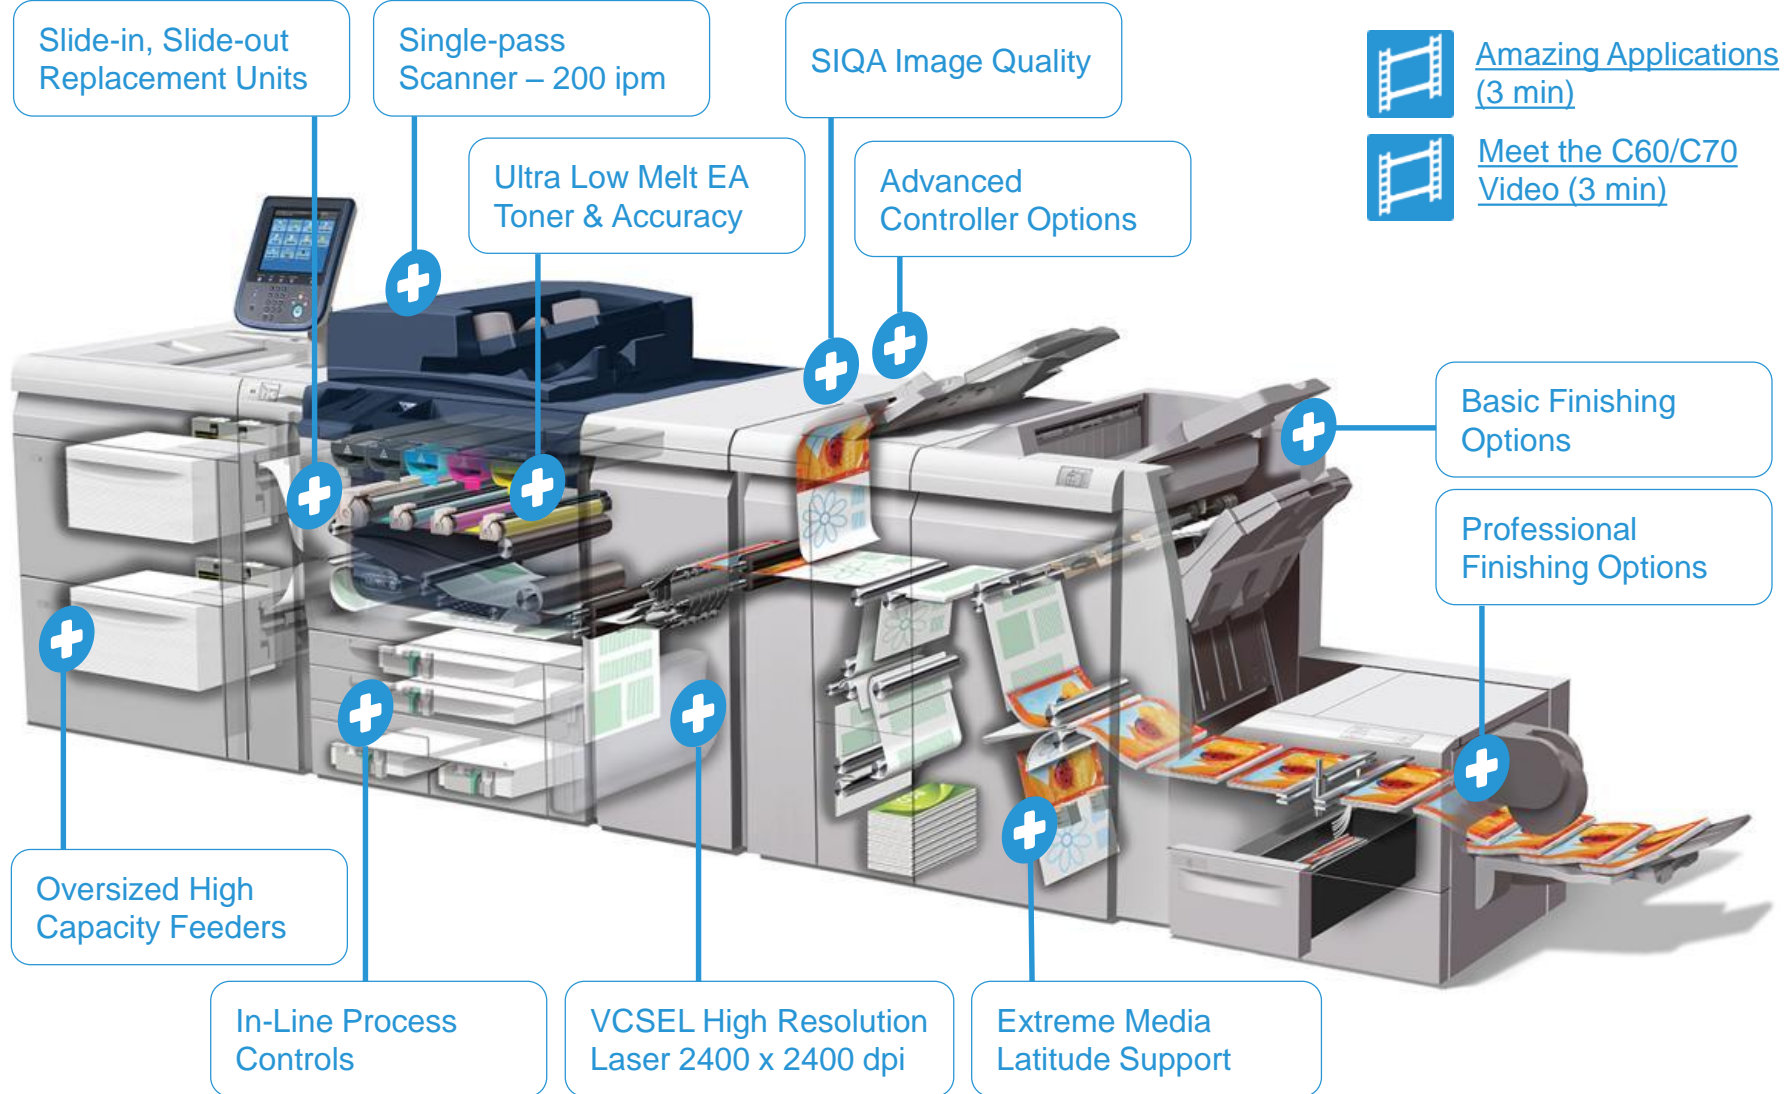 Slide-in, Slide-out
Replacement Units
Single-pass
Scanner – 200 ipm
SIQA Image Quality
Amazing Applications
(3 min)
Meet the C60/C70
Video (3 min)
Ultra Low Melt EA
Toner & Accuracy
Advanced
Controller Options
Basic Finishing
Options
Professional
Finishing Options
Oversized High
Capacity Feeders
In-Line Process
Controls
VCSEL High Resolution
Laser 2400 x 2400 dpi
Extreme Media
Latitude Support